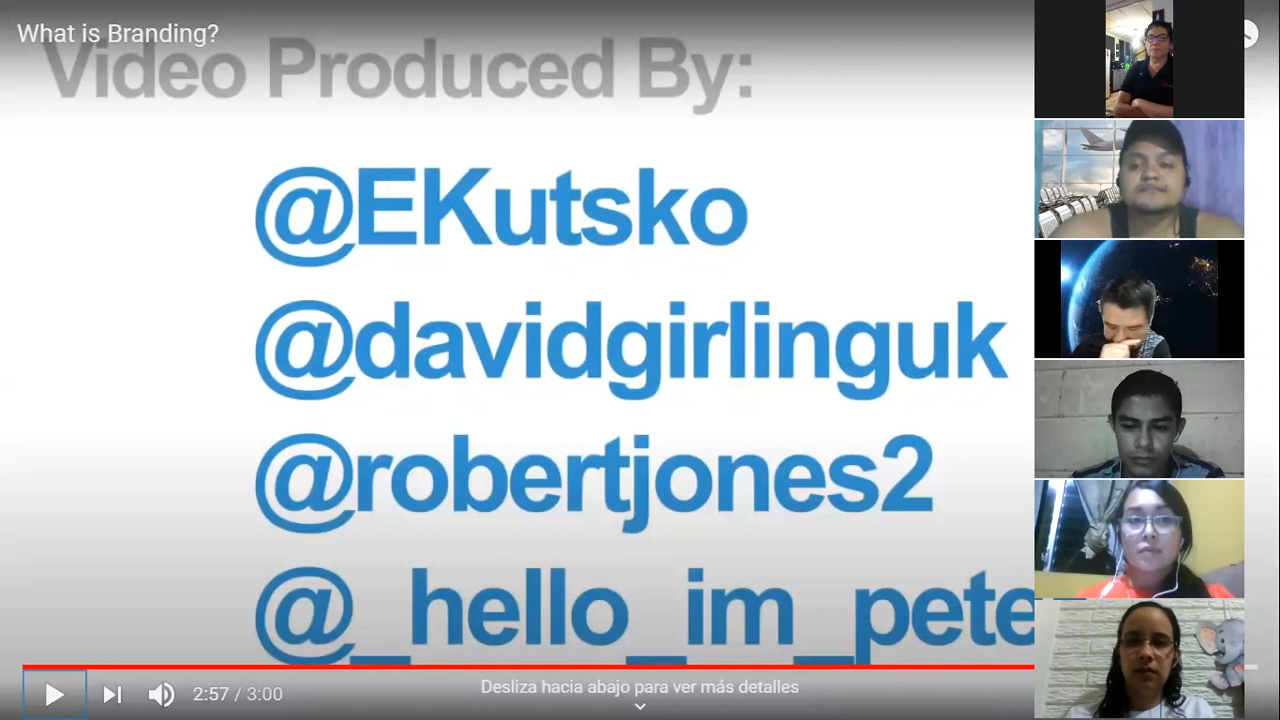 What is Branding?
Video Produced By:
@EKutsko
@davidgirlinguk
@robertjones2
@_hello_im_pete
2:57 / 3:00
Desliza hacia abajo para ver más detalles